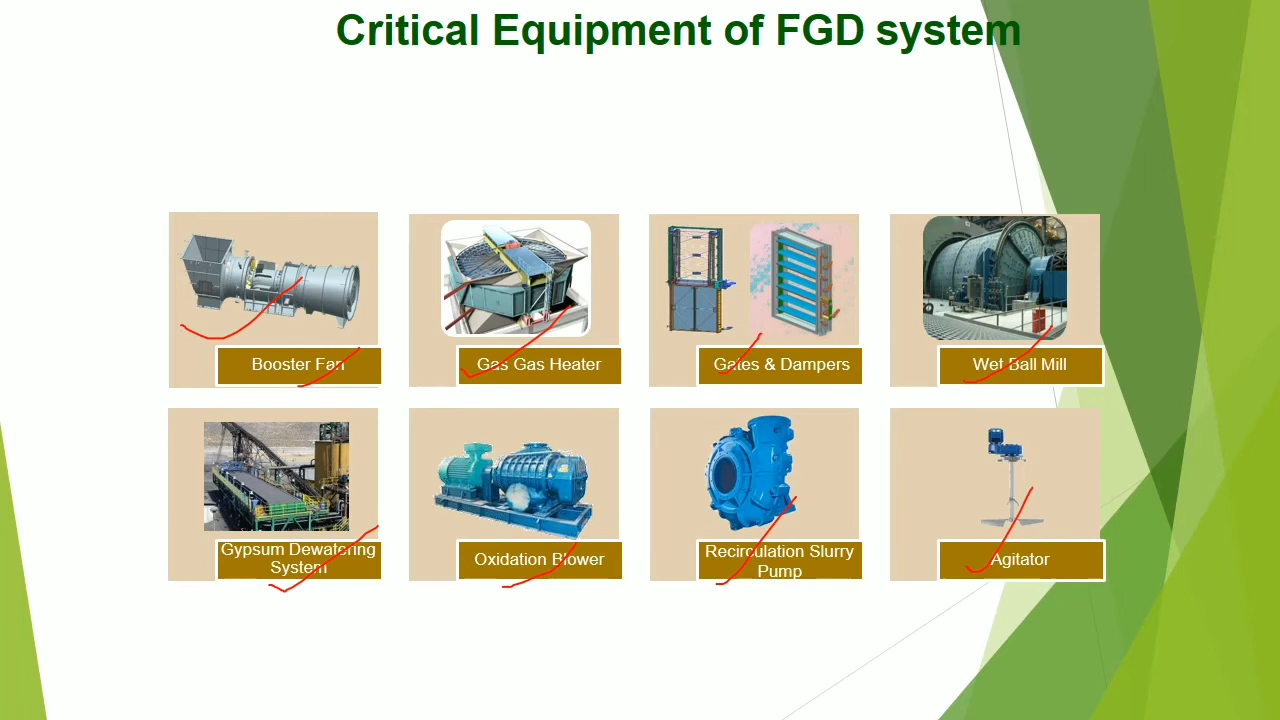 Critical Equipment of FGD system
Booster Fan
Gas Gas Heater
Gates & Dampers
Wet Ball Mill
Gypsum Dewatering
System
Oxidation Blower
Recirculation Slurry
Pump
Agitator